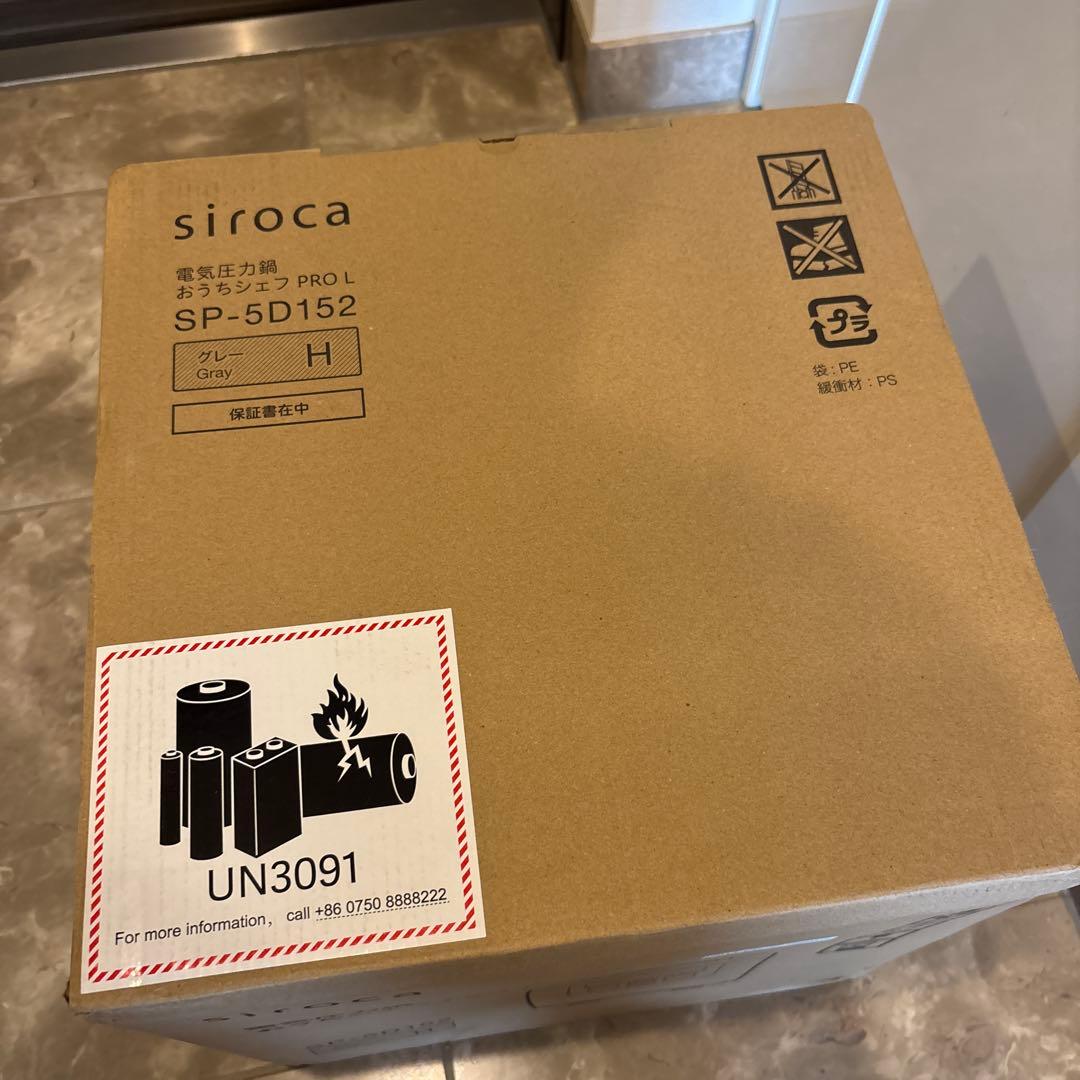 siroca
電気圧力鍋
おうちシェフ PRO L
SP-5D152
グレー H
Gray
保証書在中
プラ
袋:PE
緩衝材:PS
UN3091
For more information, call +86 0750 8888222
siroca